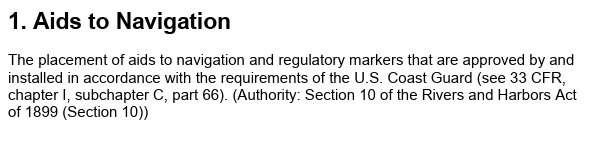 1. Aids to Navigation
The placement of aids to navigation and regulatory markers that are approved by and
installed in accordance with the requirements of the U.S. Coast Guard (see 33 CFR,
chapter I, subchapter C, part 66). (Authority: Section 10 of the Rivers and Harbors Act
of 1899 (Section 10))